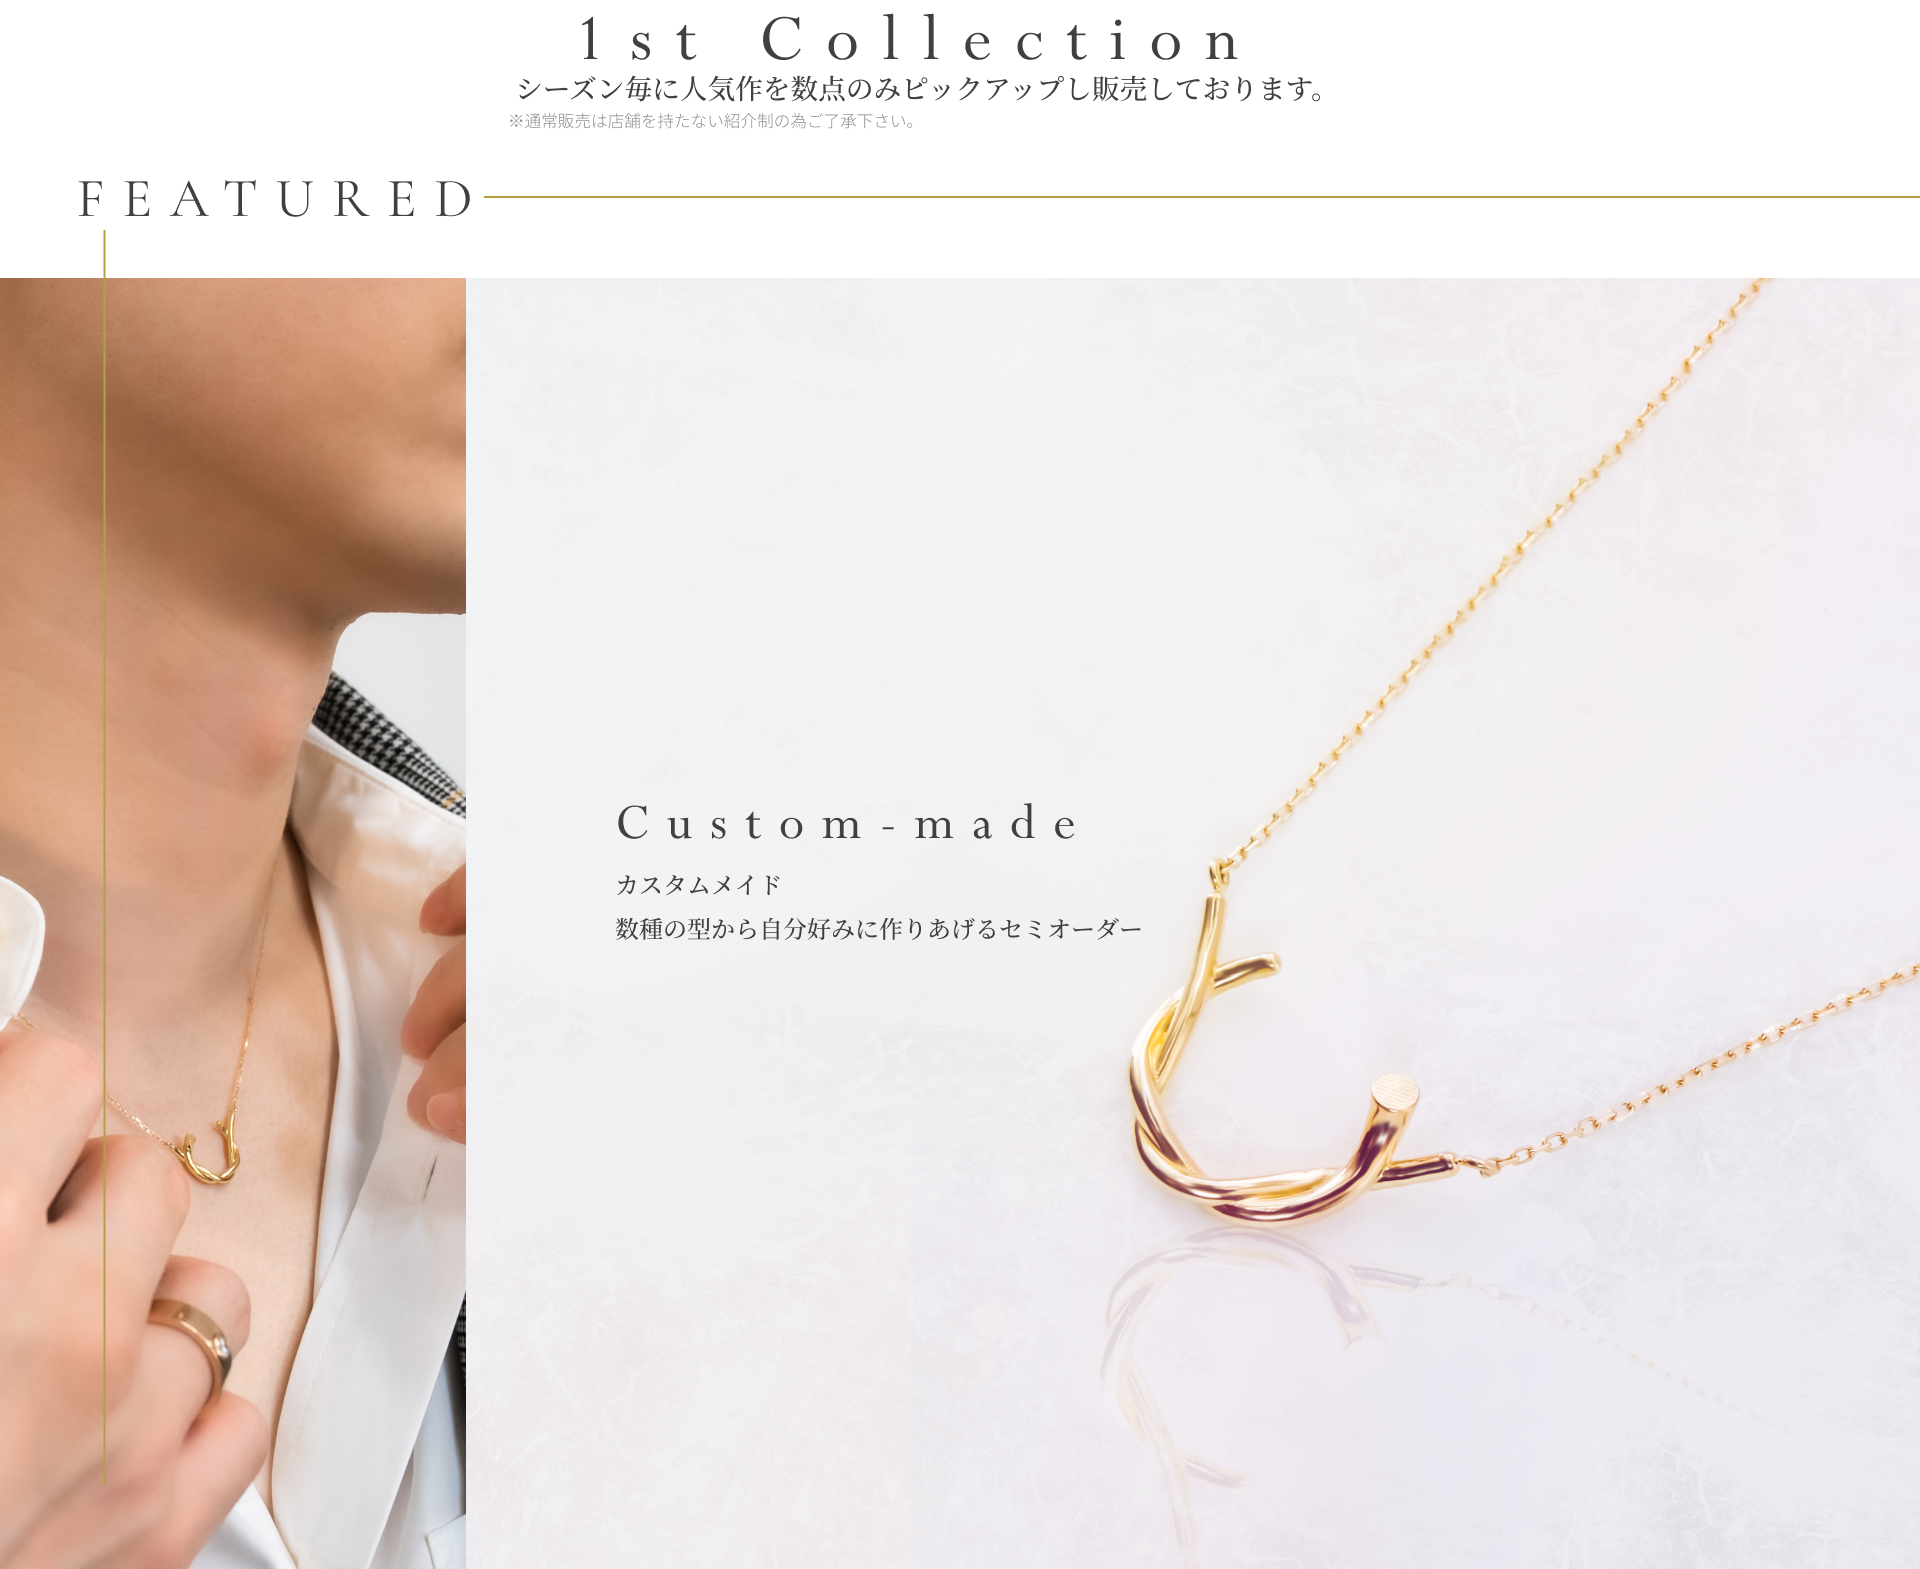 1st Collection
シーズン毎に人気作を数点のみピックアップし販売しております。
※通常販売は店舗を持たない紹介制の為ご了承下さい。
FEATURED
Custom-made
カスタムメイド
数種の型から自分好みに作りあげるセミオーダー